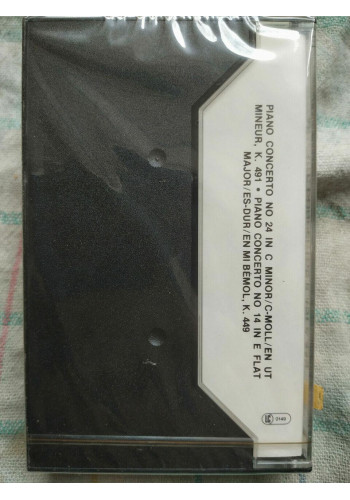 PIANO CONCERTO NO 24 IN C MINOR/C-MOLL/EN UT
MINEUR, K. 491 • PIANO CONCERTO NO 14 IN E FLAT
MAJOR/ES-DUR/EN MI BEMOL, K. 449